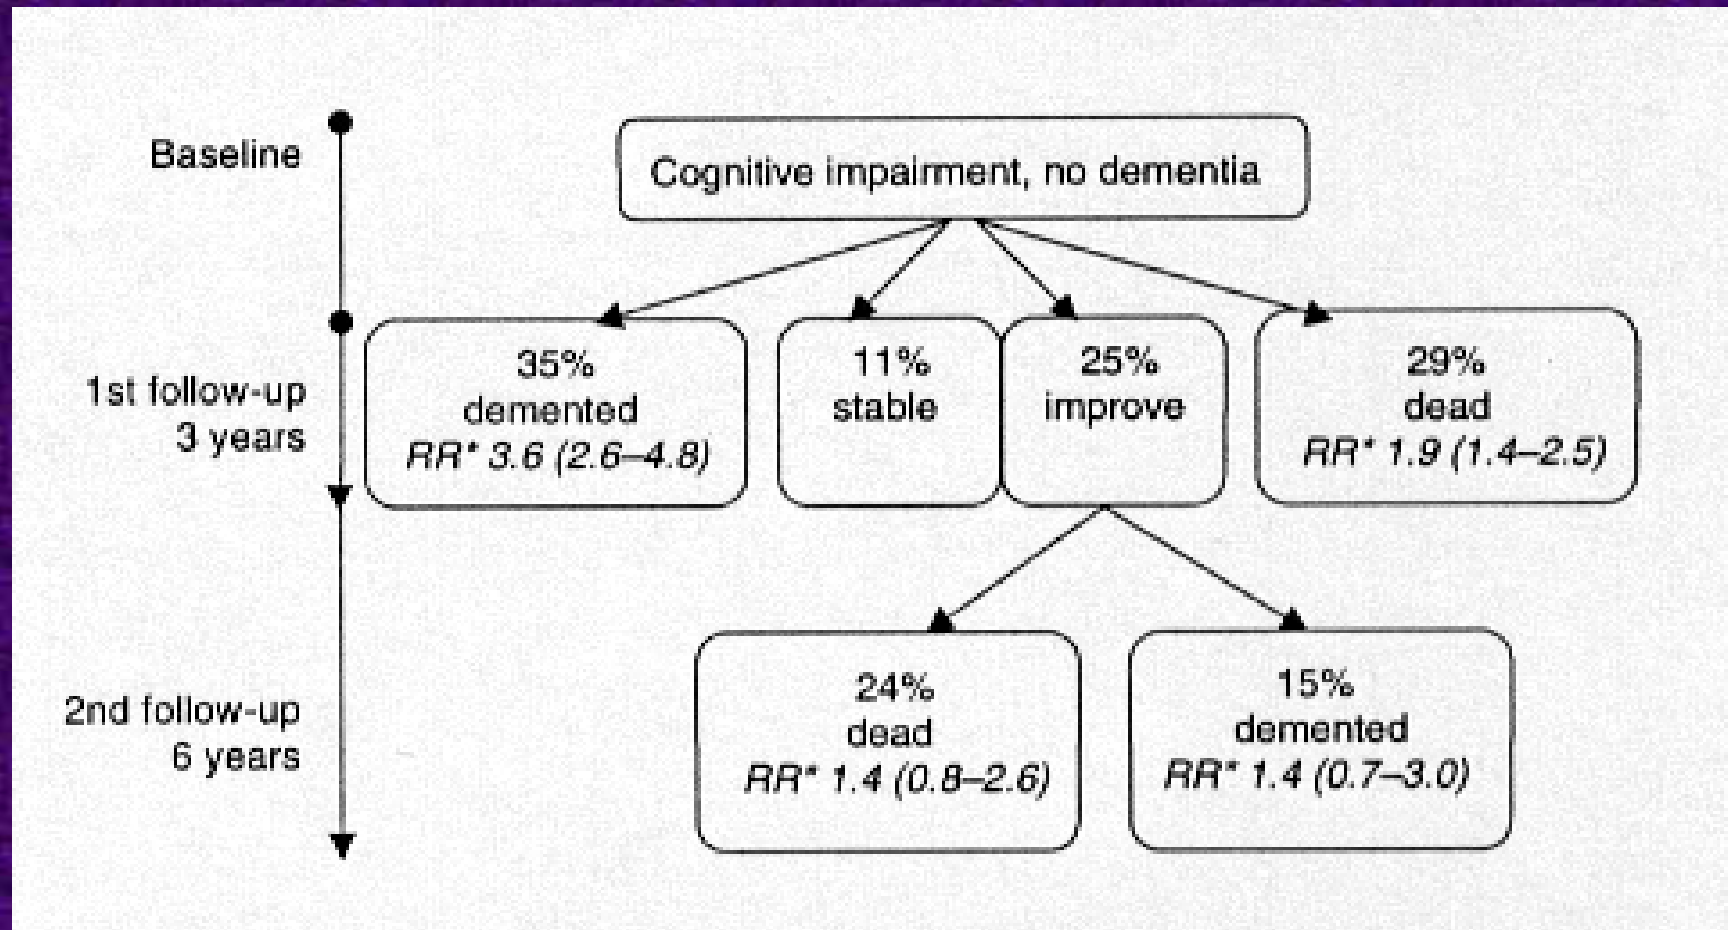 Baseline
Cognitive impairment, no dementia
1st follow-up
3 years
35%
demented
RR* 3.6 (2.6–4.8)
11%
stable
25%
improve
29%
dead
RR* 1.9 (1.4–2.5)
2nd follow-up
6 years
24%
dead
RR* 1.4 (0.8–2.6)
15%
demented
RR* 1.4 (0.7–3.0)